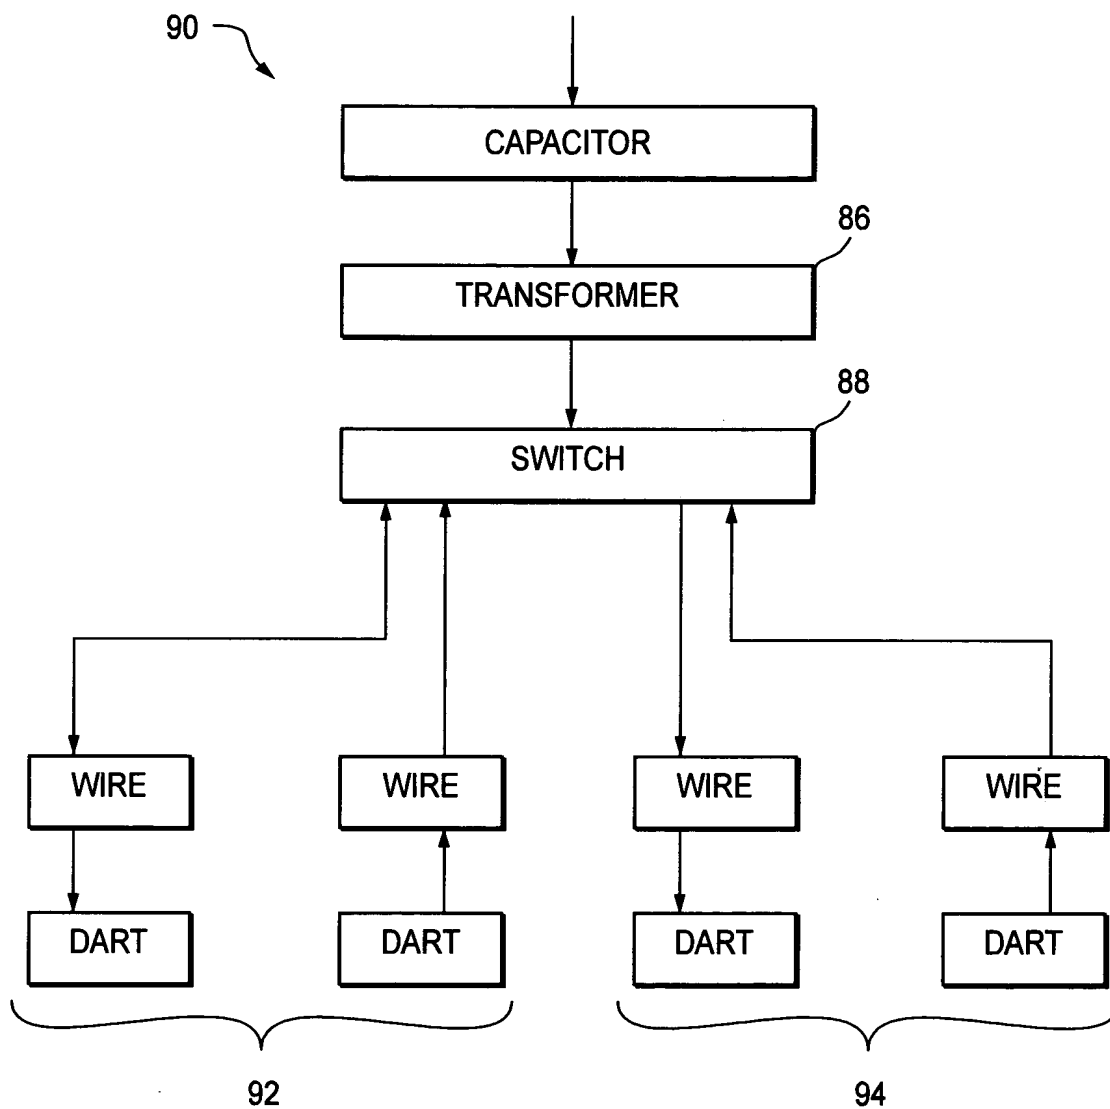 90
CAPACITOR
86
TRANSFORMER
88
SWITCH
WIRE
WIRE
WIRE
WIRE
DART
DART
DART
DART
92
94